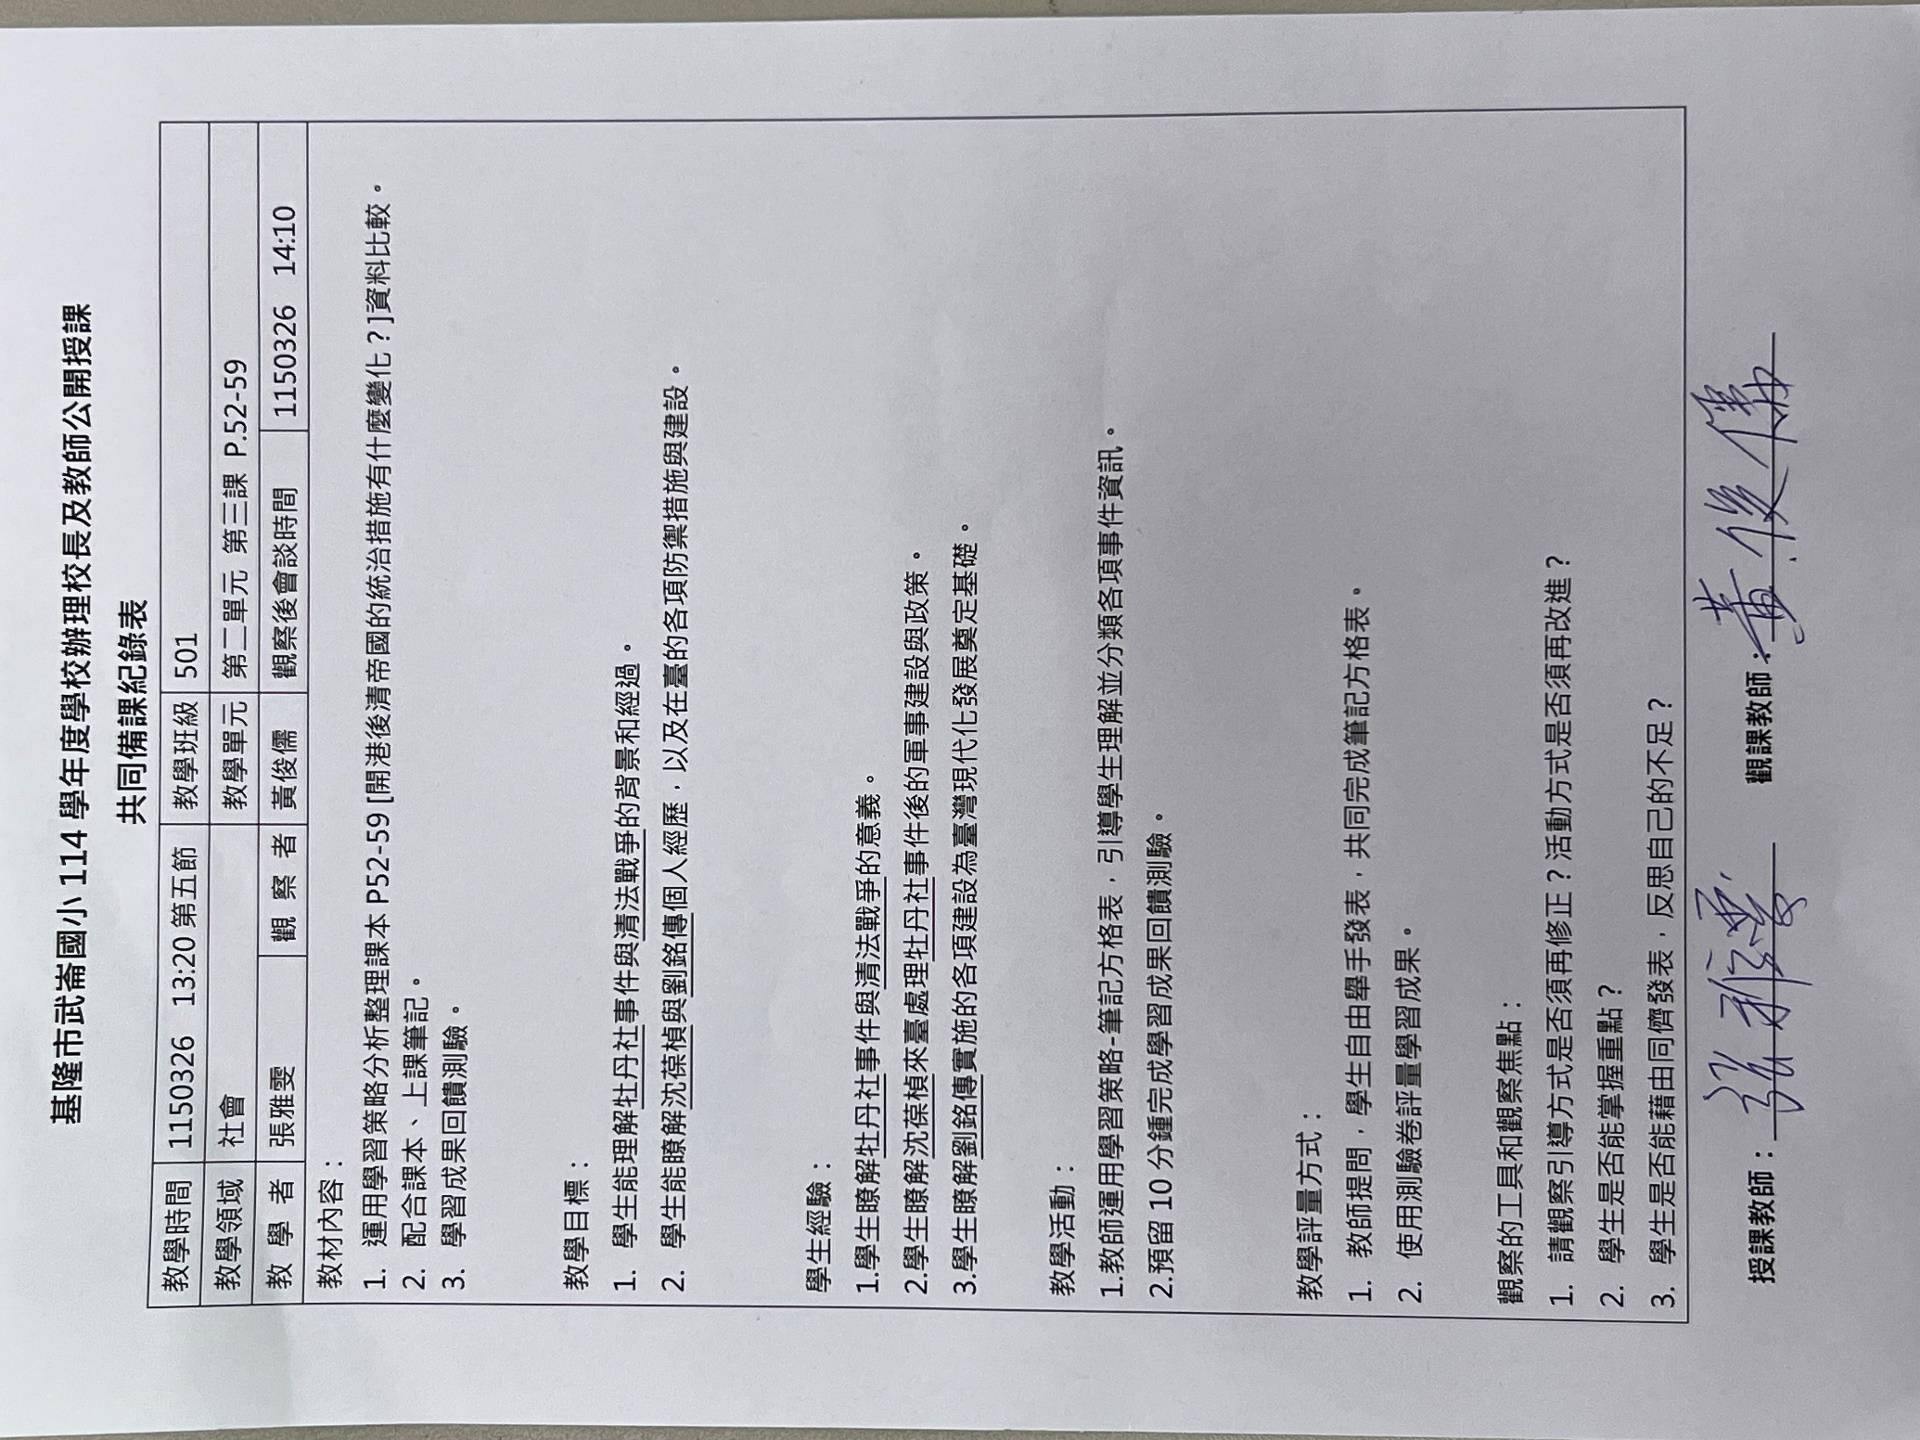 基隆市武崙國小 114 學年度學校辦理校長及教師公開授課
共同備課紀錄表
教學時間 1150326 13:20 第五節 教學班級 501
教學領域 社會 教學單元 第二單元 第三課 P.52-59
教 學 者 張雅雯 觀 察 者 黃俊儒 觀察後會談時間 1150326 14:10
教材內容：
1. 運用學習策略分析整理課本 P52-59 [開港後清帝國的統治措施有什麼變化？]資料比較。
2. 配合課本、上課筆記。
3. 學習成果回饋測驗。
教學目標：
1. 學生能理解牡丹社事件與清法戰爭的背景和經過。
2. 學生能瞭解沈葆楨與劉銘傳個人經歷，以及在臺的各項防禦措施與建設。
學生經驗：
1.學生瞭解牡丹社事件與清法戰爭的意義。
2.學生瞭解沈葆楨來臺處理牡丹社事件後的軍事建設與政策。
3.學生瞭解劉銘傳實施的各項建設為臺灣現代化發展奠定基礎。
教學活動：
1.教師運用學習策略-筆記方格表，引導學生理解並分類各項事件資訊。
2.預留 10 分鍾完成學習成果回饋測驗。
教學評量方式：
1. 教師提問，學生自由舉手發表，共同完成筆記方格表。
2. 使用測驗卷評量學習成果。
觀察的工具和觀察焦點：
1. 請觀察引導方式是否須再修正？活動方式是否須再改進？
2. 學生是否能掌握重點？
3. 學生是否能藉由同儕發表，反思自己的不足？
授課教師：張雅雯 觀課教師：黃俊儒